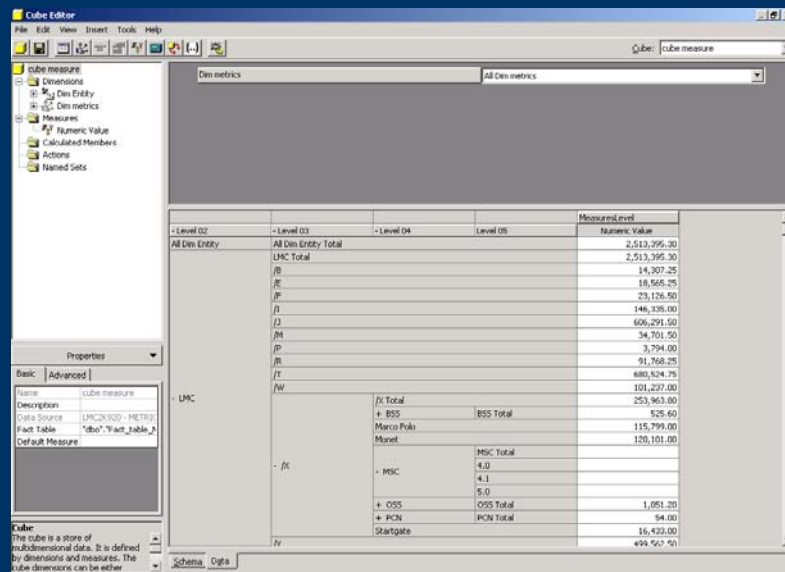 Cube Editor
File Edit View Insert Tools Help
Cube: cube measure
cube measure
Dimensions
Dim Entity
Dim metrics
Measures
Numeric Value
Calculated Members
Actions
Named Sets
Properties
Basic Advanced
Name cube measure
Description
Data Source LMC2K920 - METRIC
Fact Table "dbo"."Fact_table_
Default Measure
Cube
The cube is a store of
multidimensional data. It is defined
by dimensions and measures. The
cube dimensions can be either
Dim metrics All Dim metrics
MeasuresLevel
- Level 02 - Level 03 - Level 04 Level 05 Numeric Value
All Dim Entity All Dim Entity Total 2,513,395.30
LMC Total 2,513,395.30
/B 14,307.25
/E 18,565.25
/F 23,126.50
/I 146,335.00
/J 606,291.50
/M 34,701.50
/P 3,794.00
/R 91,768.25
/T 680,524.75
/W 101,237.00
- LMC /X Total 253,963.80
+ BSS BSS Total 525.60
Marco Polo 115,799.00
Monet 120,101.00
MSC Total
- /X - MSC 4.0
4.1
5.0
+ OSS OSS Total 1,051.20
+ PCN PCN Total 54.00
Startgate 16,433.00
499,562.50
Schema Data